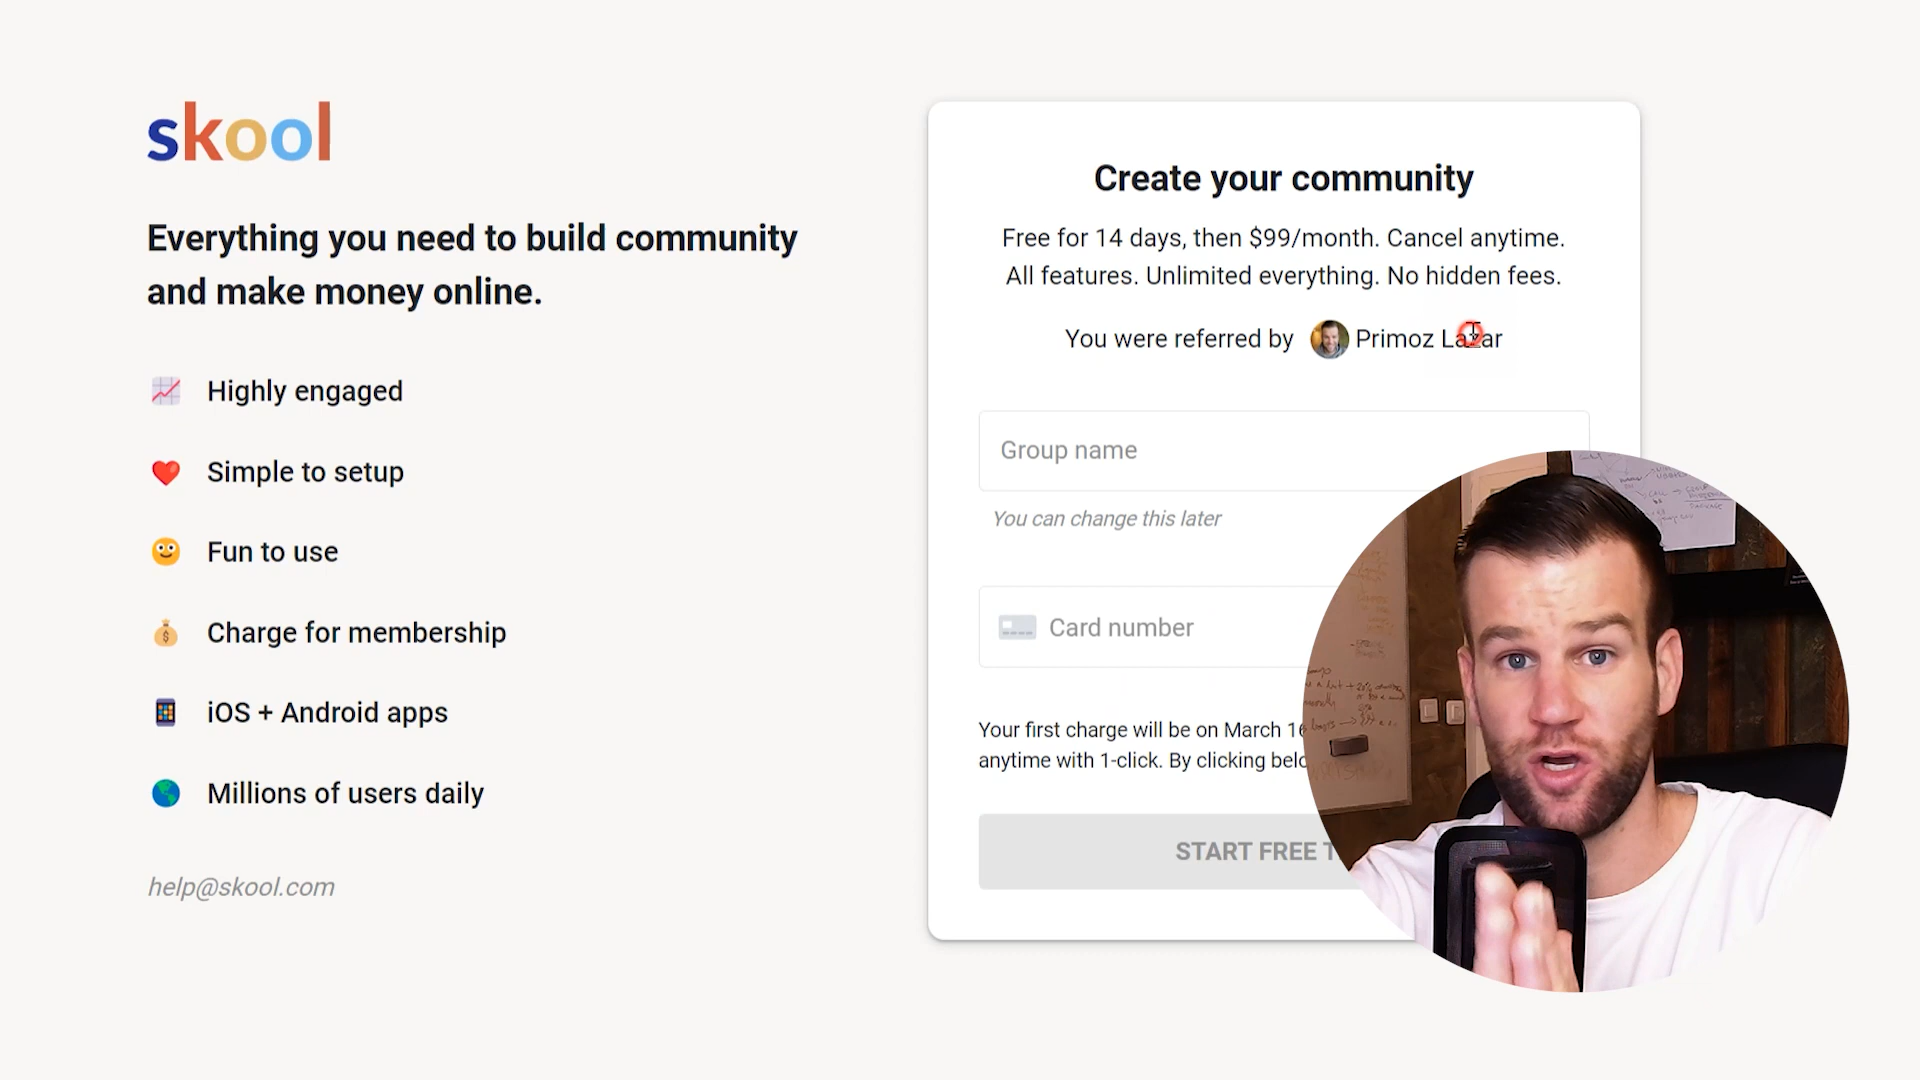 skool
Everything you need to build community
and make money online.
Highly engaged
Simple to setup
Fun to use
Charge for membership
iOS + Android apps
Millions of users daily
help@skool.com
Create your community
Free for 14 days, then $99/month. Cancel anytime.
All features. Unlimited everything. No hidden fees.
You were referred by Primoz Lazar
Group name
You can change this later
Card number
Your first charge will be on March 16
anytime with 1-click. By clicking
START FREE